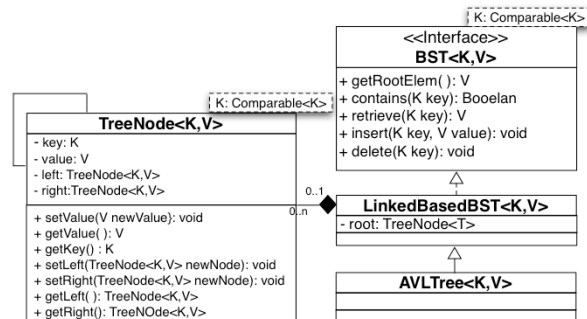 K: Comparable<K>
<<Interface>>
BST<K,V>
+ getRootElem( ): V
+ contains(K key): Booelan
+ retrieve(K key): V
+ insert(K key, V value): void
+ delete(K key): void
K: Comparable<K>
TreeNode<K,V>
- key: K
- value: V
- left: TreeNode<K,V>
- right:TreeNode<K,V>
+ setValue(V newValue): void
+ getValue( ): V
+ getKey() : K
+ setLeft(TreeNode<K,V> newNode): void
+ setRight(TreeNode<K,V> newNode): void
+ getLeft( ): TreeNode<K,V>
+ getRight(): TreeNOde<K,V>
0..1
0..n
LinkedBasedBST<K,V>
- root: TreeNode<T>
AVLTree<K,V>